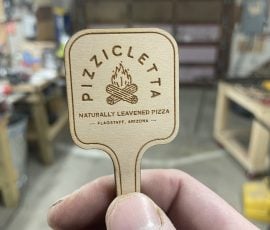 PIZZICLETTA
NATURALLY LEAVENED PIZZA
FLAGSTAFF, ARIZONA